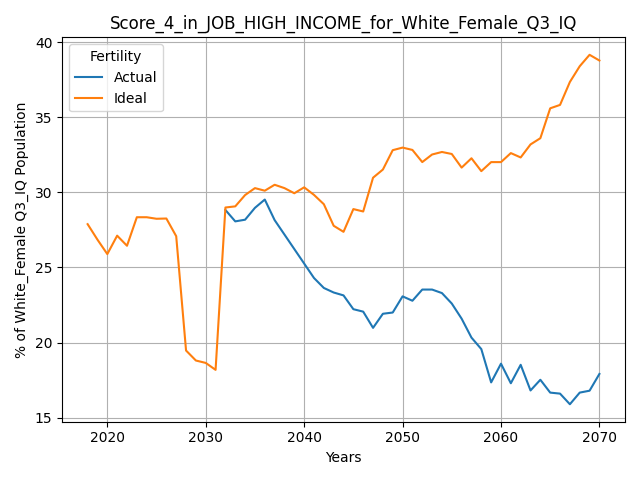 Score_4_in_JOB_HIGH_INCOME_for_White_Female_Q3_IQ
Fertility
Actual
Ideal
% of White_Female Q3_IQ Population
40
35
30
25
20
15
2020 2030 2040 2050 2060 2070
Years